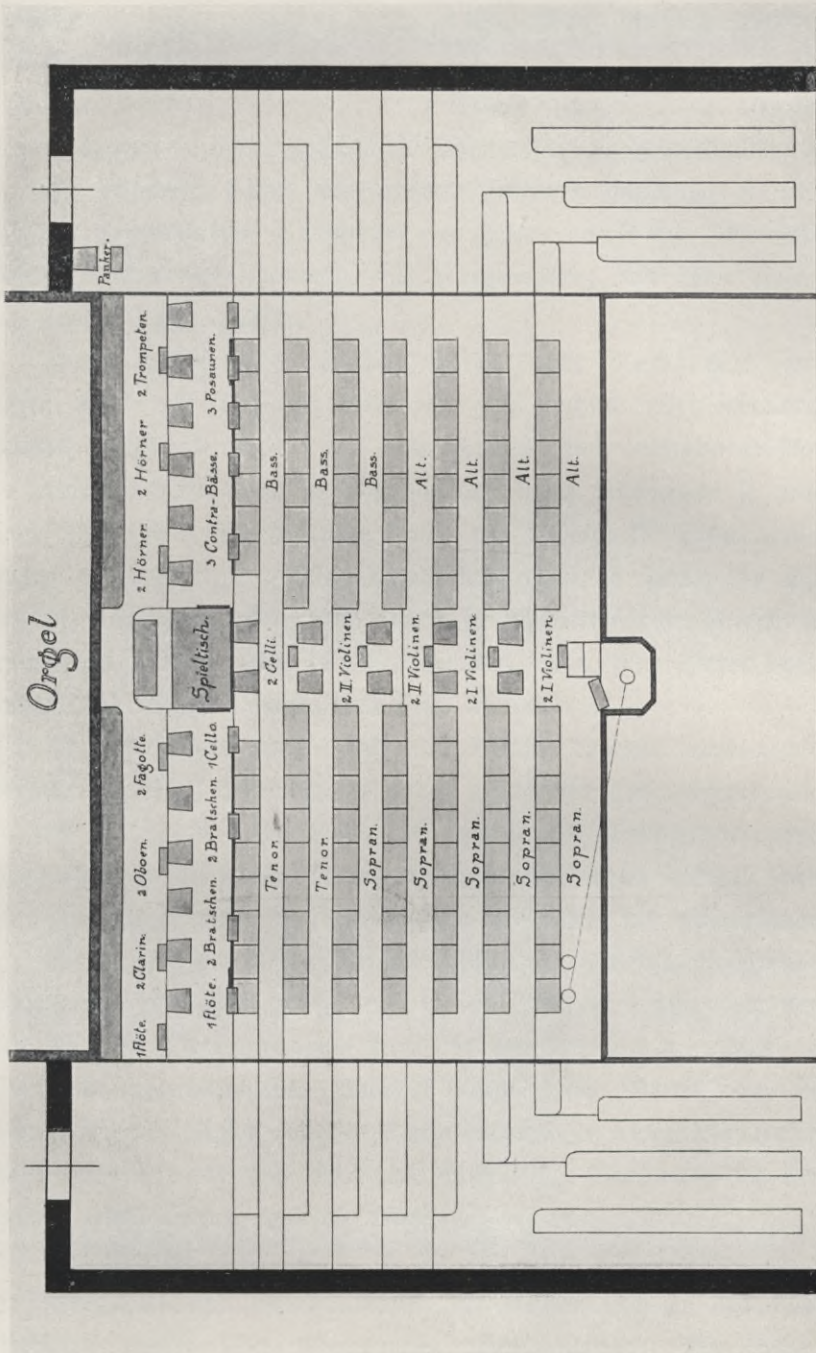 Orgel
Pauken.
1 Flöte. 2 Clarin. 2 Oboen. 2 Fagotte. 2 Hörner. 2 Hörner 2 Trompeten.
Spieltisch.
1 Flöte. 2 Bratschen. 2 Bratschen. 1 Cello. 3 Contra-Bässe. 3 Posaunen.
Tenor. 2 Celli. Bass.
Tenor. Bass.
Sopran. 2 II. Violinen. Bass.
Sopran. 2 II Violinen. Alt.
Sopran. 2 I Violinen. Alt.
Sopran. Alt.
Sopran. 2 I Violinen. Alt.